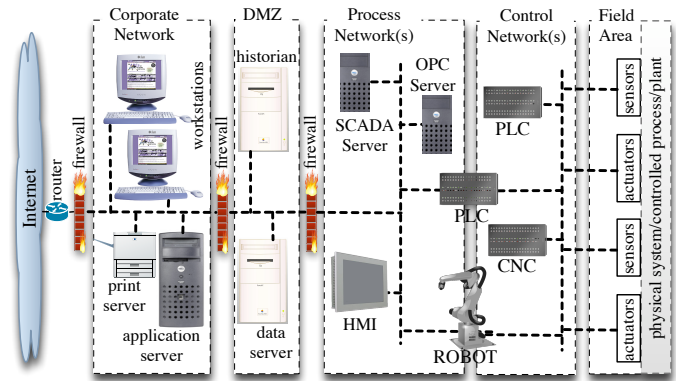 Corporate
Network
DMZ
Process
Network(s)
Control
Network(s)
Field
Area
Internet
router
firewall
workstations
firewall
historian
firewall
SCADA
Server
OPC
Server
PLC
PLC
CNC
HMI
ROBOT
print
server
application
server
data
server
sensors
actuators
sensors
actuators
physical system/controlled process/plant